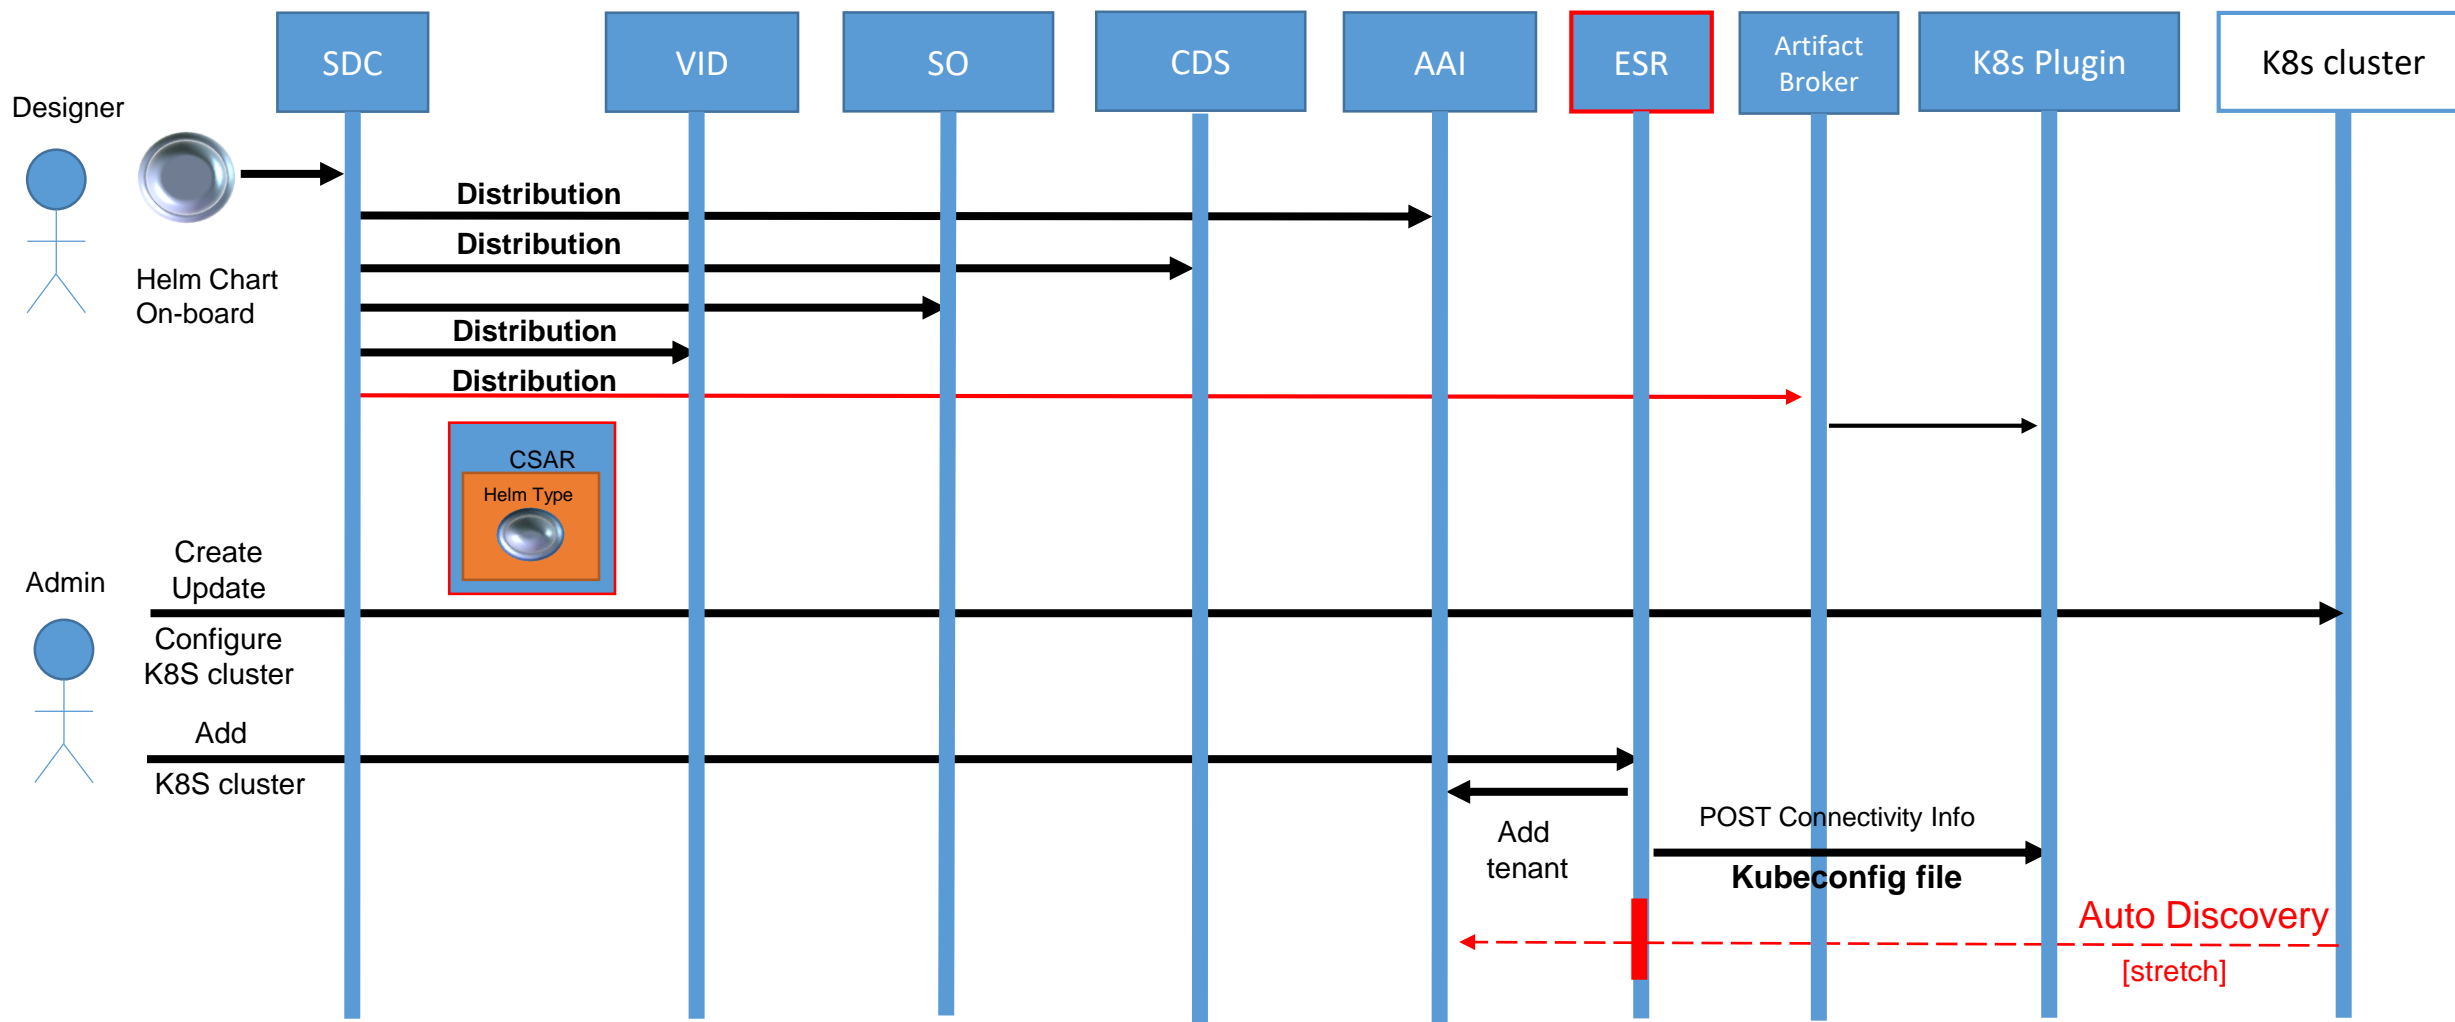 SDC
VID
SO
CDS
AAI
ESR
Artifact
Broker
K8s Plugin
K8s cluster
Designer
Helm Chart
On-board
Distribution
Distribution
Distribution
Distribution
CSAR
Helm Type
Admin
Create
Update
Configure
K8S cluster
Add
K8S cluster
Add
tenant
POST Connectivity Info
Kubeconfig file
Auto Discovery
[stretch]